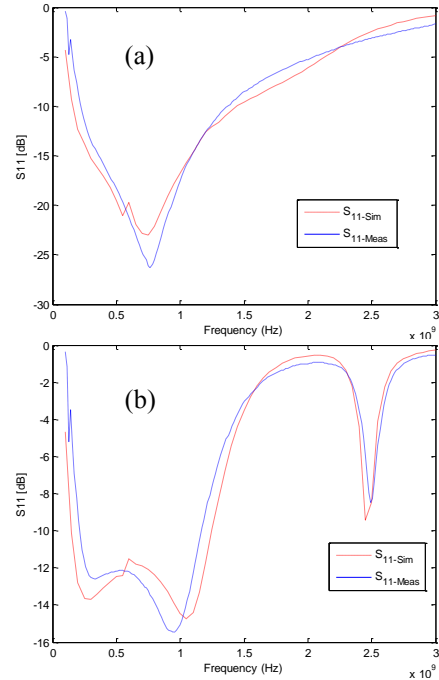 0
-5
-10
-15
-20
-25
-30
S11 [dB]
(a)
S11-Sim
S11-Meas
0 0.5 1 1.5 2 2.5 3
Frequency (Hz)
x 10^9
0
-2
-4
-6
-8
-10
-12
-14
-16
S11 [dB]
(b)
S11-Sim
S11-Meas
0 0.5 1 1.5 2 2.5 3
Frequency (Hz)
x 10^9